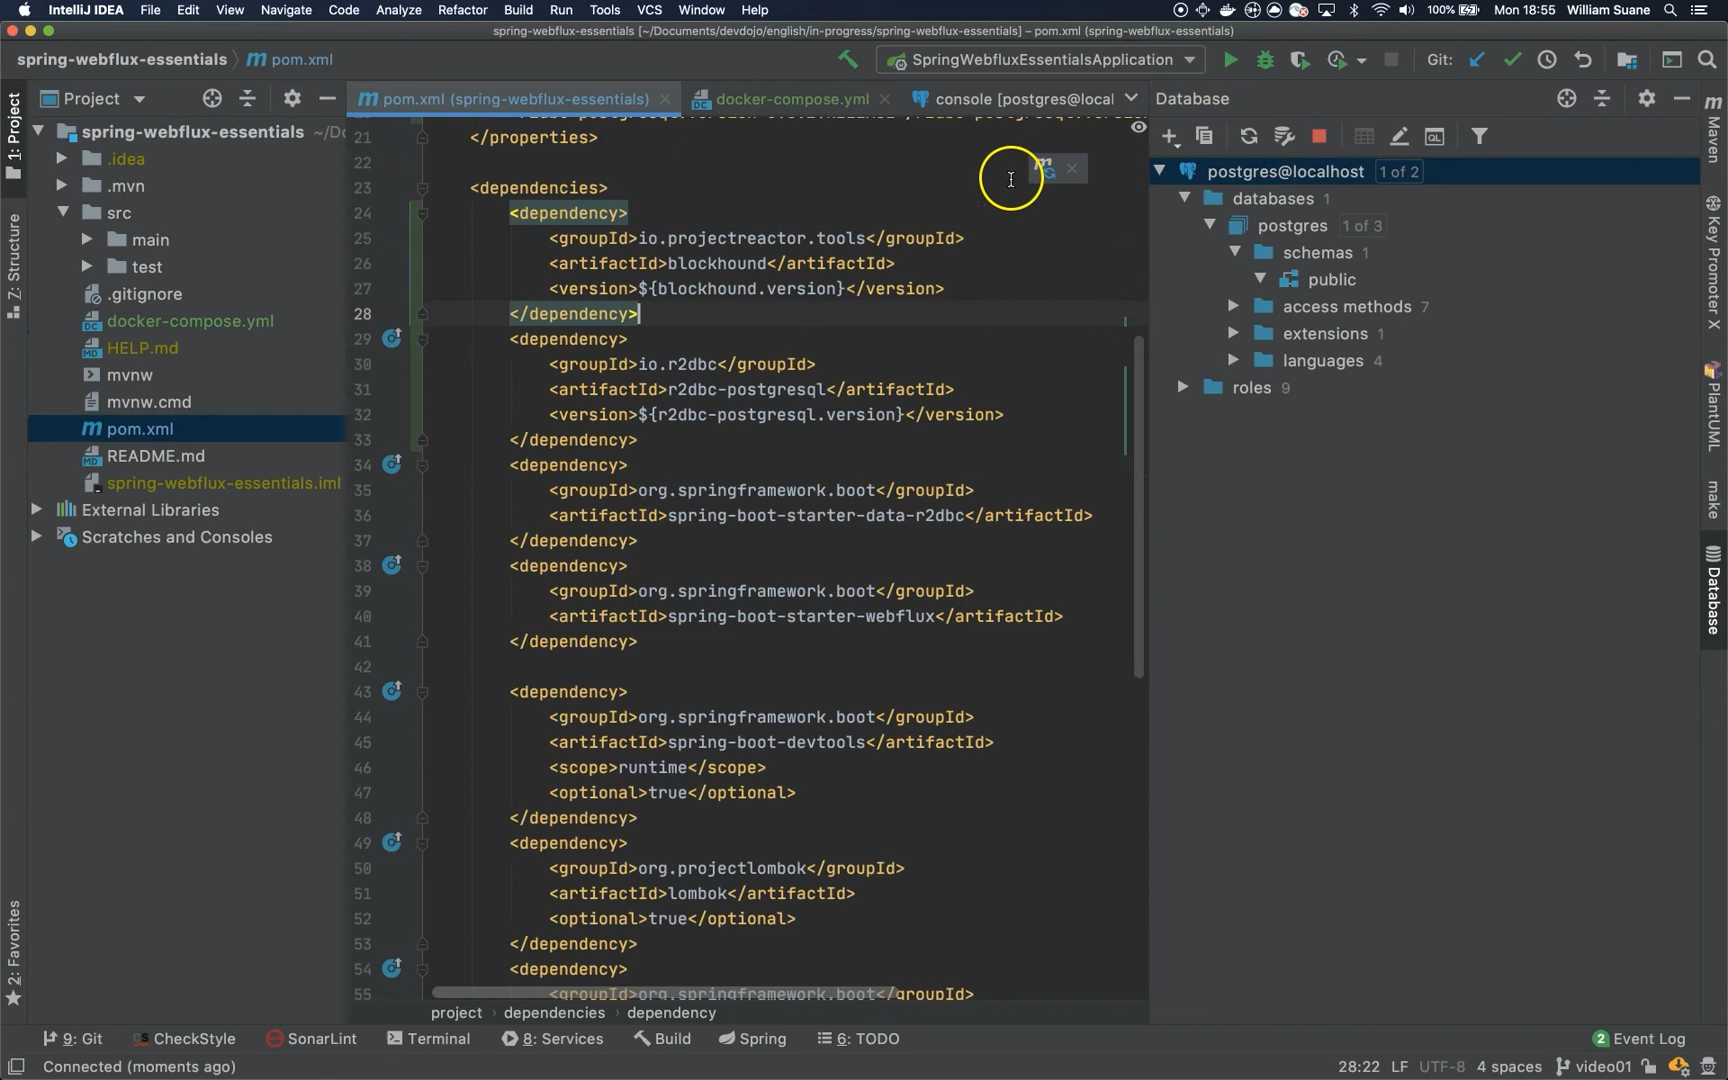 IntelliJ IDEA File Edit View Navigate Code Analyze Refactor Build Run Tools VCS Window Help 100% Mon 18:55 William Suane
spring-webflux-essentials [~/Documents/devdojo/english/in-progress/spring-webflux-essentials] – pom.xml (spring-webflux-essentials)
spring-webflux-essentials pom.xml SpringWebfluxEssentialsApplication Git:
Project pom.xml (spring-webflux-essentials) docker-compose.yml console [postgres@local Database
1: Project
Z: Structure
2: Favorites
spring-webflux-essentials ~/D
.idea
.mvn
src
main
test
.gitignore
docker-compose.yml
HELP.md
mvnw
mvnw.cmd
pom.xml
README.md
spring-webflux-essentials.iml
External Libraries
Scratches and Consoles
21 </properties>
22
23 <dependencies>
24 <dependency>
25 <groupId>io.projectreactor.tools</groupId>
26 <artifactId>blockhound</artifactId>
27 <version>${blockhound.version}</version>
28 </dependency>
29 <dependency>
30 <groupId>io.r2dbc</groupId>
31 <artifactId>r2dbc-postgresql</artifactId>
32 <version>${r2dbc-postgresql.version}</version>
33 </dependency>
34 <dependency>
35 <groupId>org.springframework.boot</groupId>
36 <artifactId>spring-boot-starter-data-r2dbc</artifactId>
37 </dependency>
38 <dependency>
39 <groupId>org.springframework.boot</groupId>
40 <artifactId>spring-boot-starter-webflux</artifactId>
41 </dependency>
42
43 <dependency>
44 <groupId>org.springframework.boot</groupId>
45 <artifactId>spring-boot-devtools</artifactId>
46 <scope>runtime</scope>
47 <optional>true</optional>
48 </dependency>
49 <dependency>
50 <groupId>org.projectlombok</groupId>
51 <artifactId>lombok</artifactId>
52 <optional>true</optional>
53 </dependency>
54 <dependency>
55 <groupId>org.springframework.boot</groupId>
project › dependencies › dependency
postgres@localhost 1 of 2
databases 1
postgres 1 of 3
schemas 1
public
access methods 7
extensions 1
languages 4
roles 9
Maven
Key Promoter X
PlantUML
make
Database
9: Git CheckStyle SonarLint Terminal 8: Services Build Spring 6: TODO 2 Event Log
Connected (moments ago) 28:22 LF UTF-8 4 spaces video01